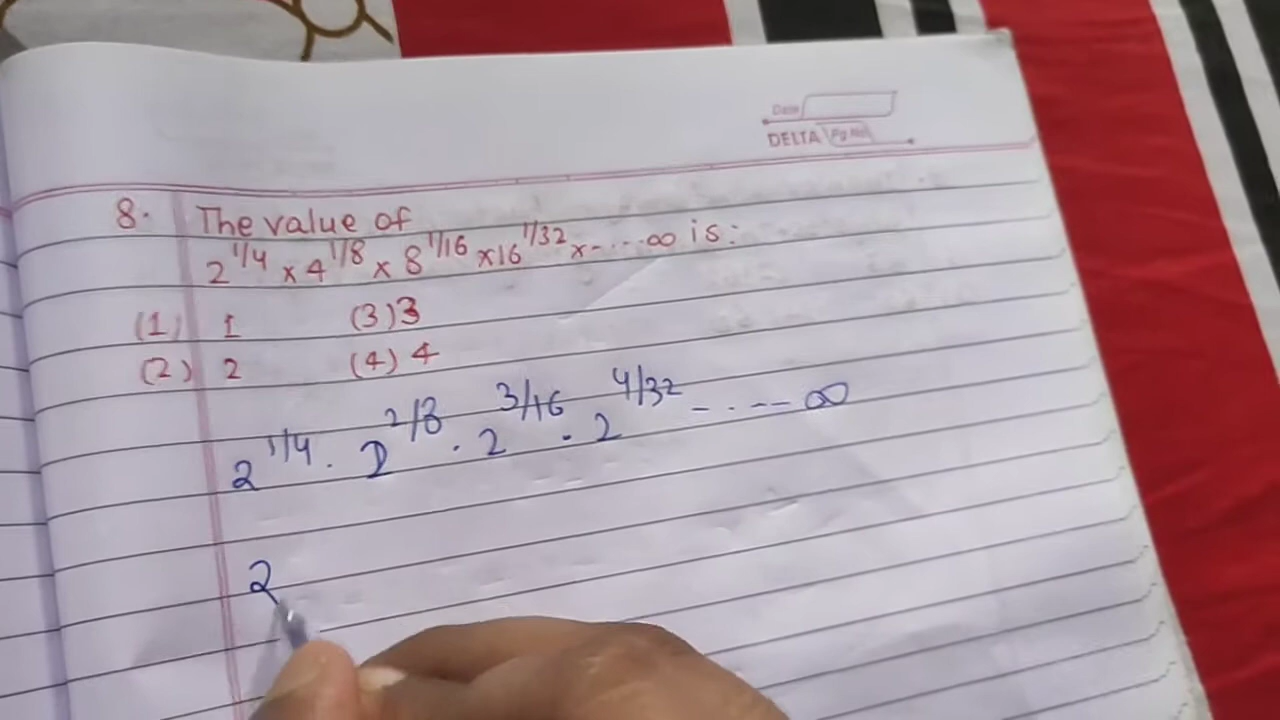 Date
DELTA Pg No
8. The value of
2^1/4 × 4^1/8 × 8^1/16 × 16^1/32 × - ... ∞ is:
(1) 1 (3) 3
(2) 2 (4) 4
2^1/4 . 2^2/8 . 2^3/16 . 2^4/32 - . -- ∞
2